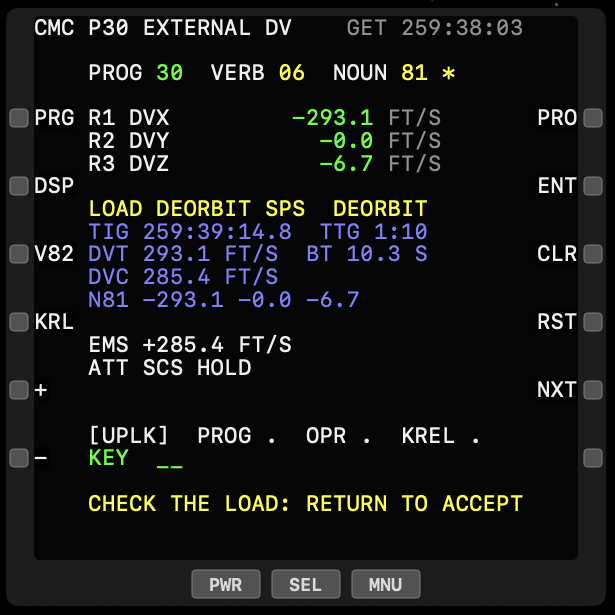 CMC P30 EXTERNAL DV GET 259:38:03
PROG 30 VERB 06 NOUN 81 *
PRG R1 DVX -293.1 FT/S PRO
R2 DVY -0.0 FT/S
R3 DVZ -6.7 FT/S
DSP ENT
LOAD DEORBIT SPS DEORBIT
TIG 259:39:14.8 TTG 1:10
V82 DVT 293.1 FT/S BT 10.3 S CLR
DVC 285.4 FT/S
N81 -293.1 -0.0 -6.7
KRL RST
EMS +285.4 FT/S
ATT SCS HOLD
+ NXT
[UPLK] PROG . OPR . KREL .
- KEY __
CHECK THE LOAD: RETURN TO ACCEPT
PWR SEL MNU